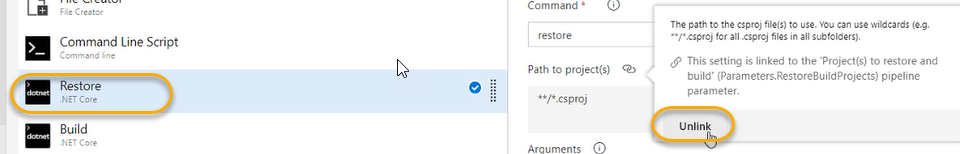 File Creator
File Creator
Command Line Script
Command line
dotnet
Restore
.NET Core
dotnet
Build
.NET Core
Command *
restore
Path to project(s)
**/*.csproj
Arguments
The path to the csproj file(s) to use. You can use wildcards (e.g.
**/*.csproj for all .csproj files in all subfolders).
This setting is linked to the 'Project(s) to restore and
build' (Parameters.RestoreBuildProjects) pipeline
parameter.
Unlink